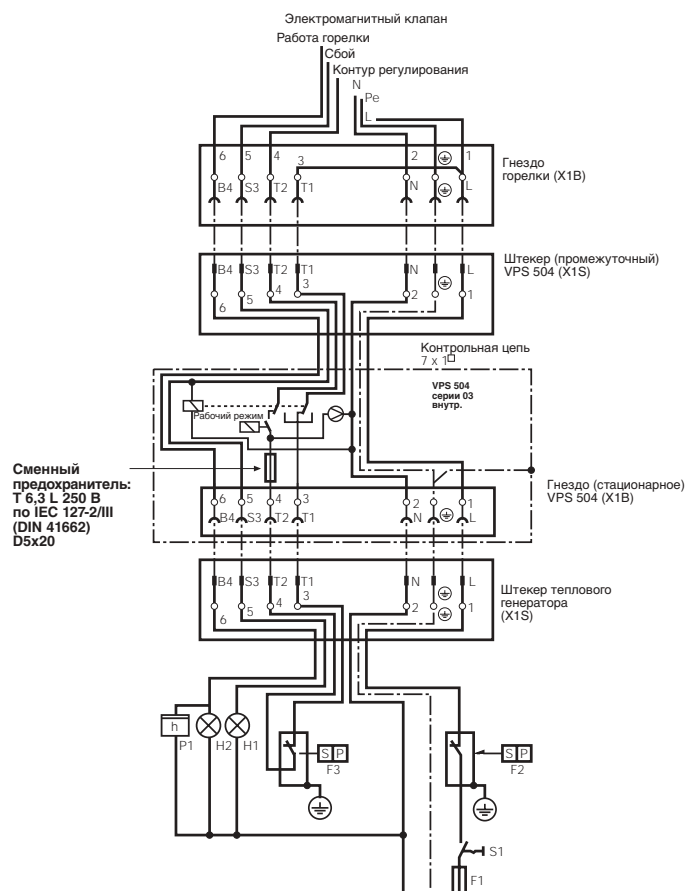 Электромагнитный клапан
Работа горелки
Сбой
Контур регулирования
N
Pe
L
6 5 4 3 2 1
B4 S3 T2 T1 N L
Гнездо
горелки (X1B)
B4 S3 T2 T1 N L
6 5 4 3 2 1
Штекер (промежуточный)
VPS 504 (X1S)
Контрольная цепь
7 x 1
VPS 504
серии 03
внутр.
Рабочий режим
Сменный
предохранитель:
T 6,3 L 250 В
по IEC 127-2/III
(DIN 41662)
D5x20
6 5 4 3 2 1
B4 S3 T2 T1 N L
Гнездо (стационарное)
VPS 504 (X1B)
B4 S3 T2 T1 N L
6 5 4 3 2 1
Штекер теплового
генератора
(X1S)
h
P1 H2 H1
S P
F3
S P
F2
S1
F1